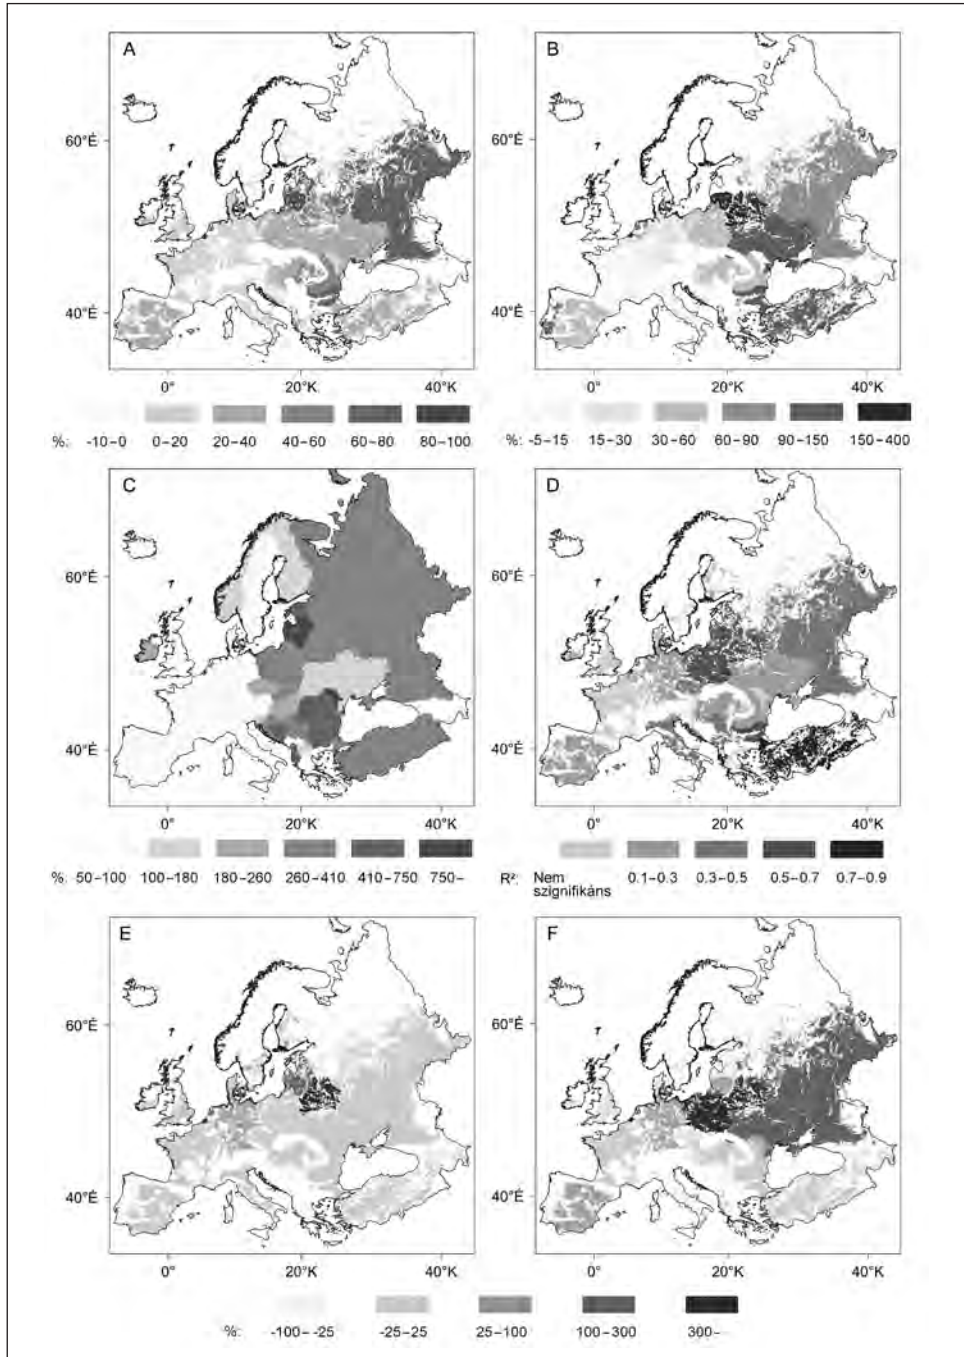 A
B
60°É
60°É
40°É
40°É
0°
20°K
40°K
0°
20°K
40°K
%: -10–0 0–20 20–40 40–60 60–80 80–100
%: -5–15 15–30 30–60 60–90 90–150 150–400
C
D
60°É
60°É
40°É
40°É
0°
20°K
40°K
0°
20°K
40°K
%: 50–100 100–180 180–260 260–410 410–750 750–
R²: Nem 0.1–0.3 0.3–0.5 0.5–0.7 0.7–0.9
szignifikáns
E
F
60°É
60°É
40°É
40°É
0°
20°K
40°K
0°
20°K
40°K
%: -100–-25 -25–25 25–100 100–300 300–